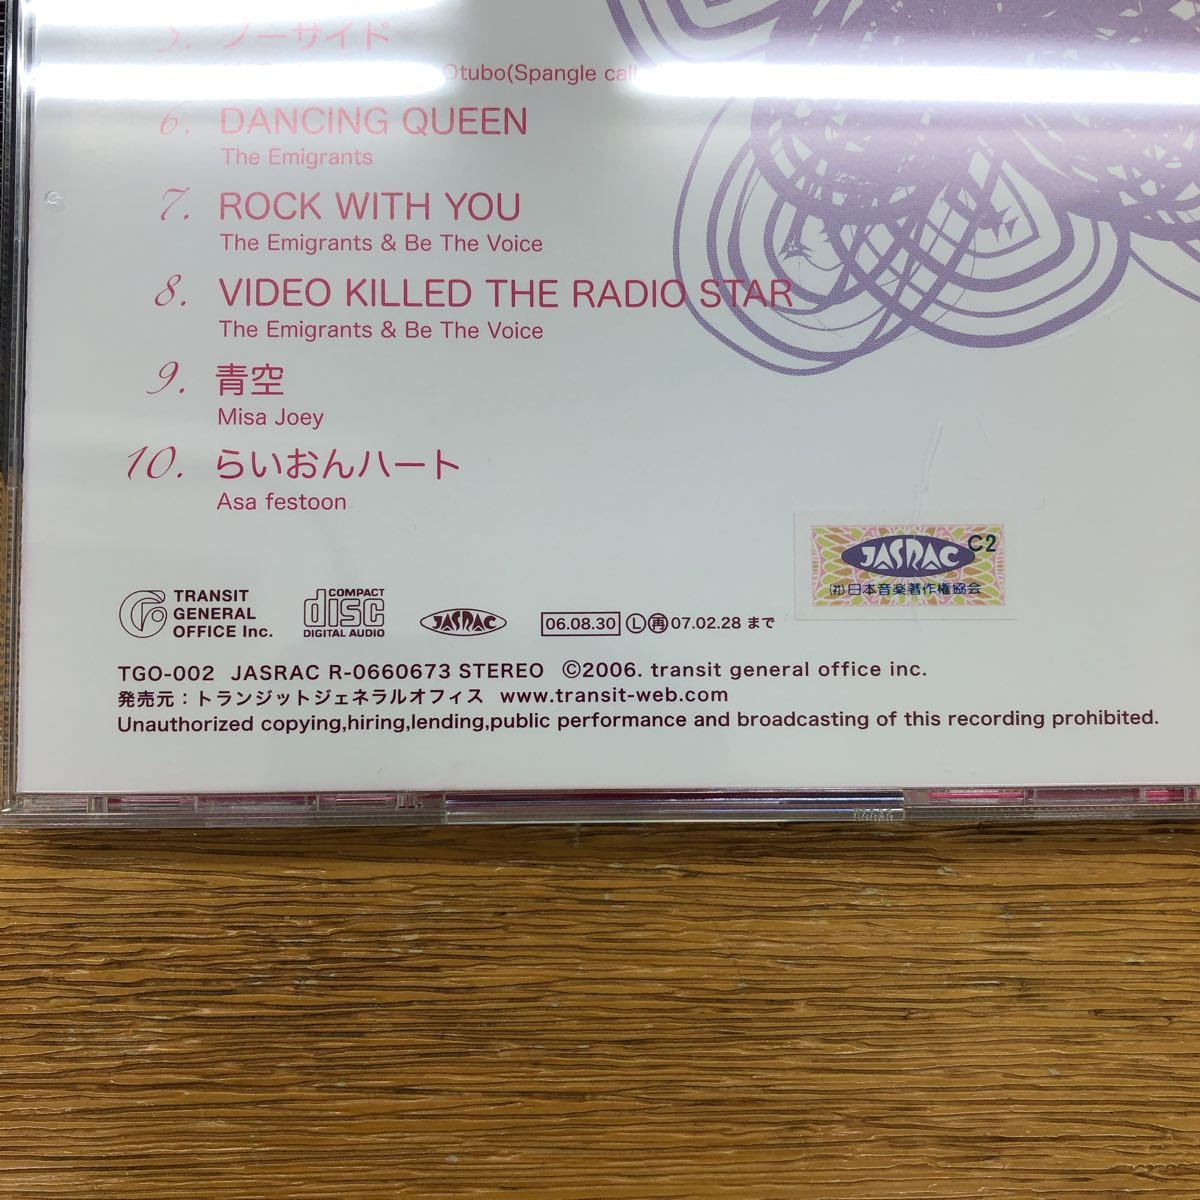 5. ノーサイド
Otubo(Spangle call
6. DANCING QUEEN
The Emigrants
7. ROCK WITH YOU
The Emigrants & Be The Voice
8. VIDEO KILLED THE RADIO STAR
The Emigrants & Be The Voice
9. 青空
Misa Joey
10. らいおんハート
Asa festoon
JASRAC C2
(社)日本音楽著作権協会
TRANSIT
GENERAL
OFFICE Inc.
COMPACT
disc
DIGITAL AUDIO
JASRAC
06.08.30 Ⓛ㊢07.02.28 まで
TGO-002 JASRAC R-0660673 STEREO ©2006. transit general office inc.
発売元：トランジットジェネラルオフィス www.transit-web.com
Unauthorized copying,hiring,lending,public performance and broadcasting of this recording prohibited.